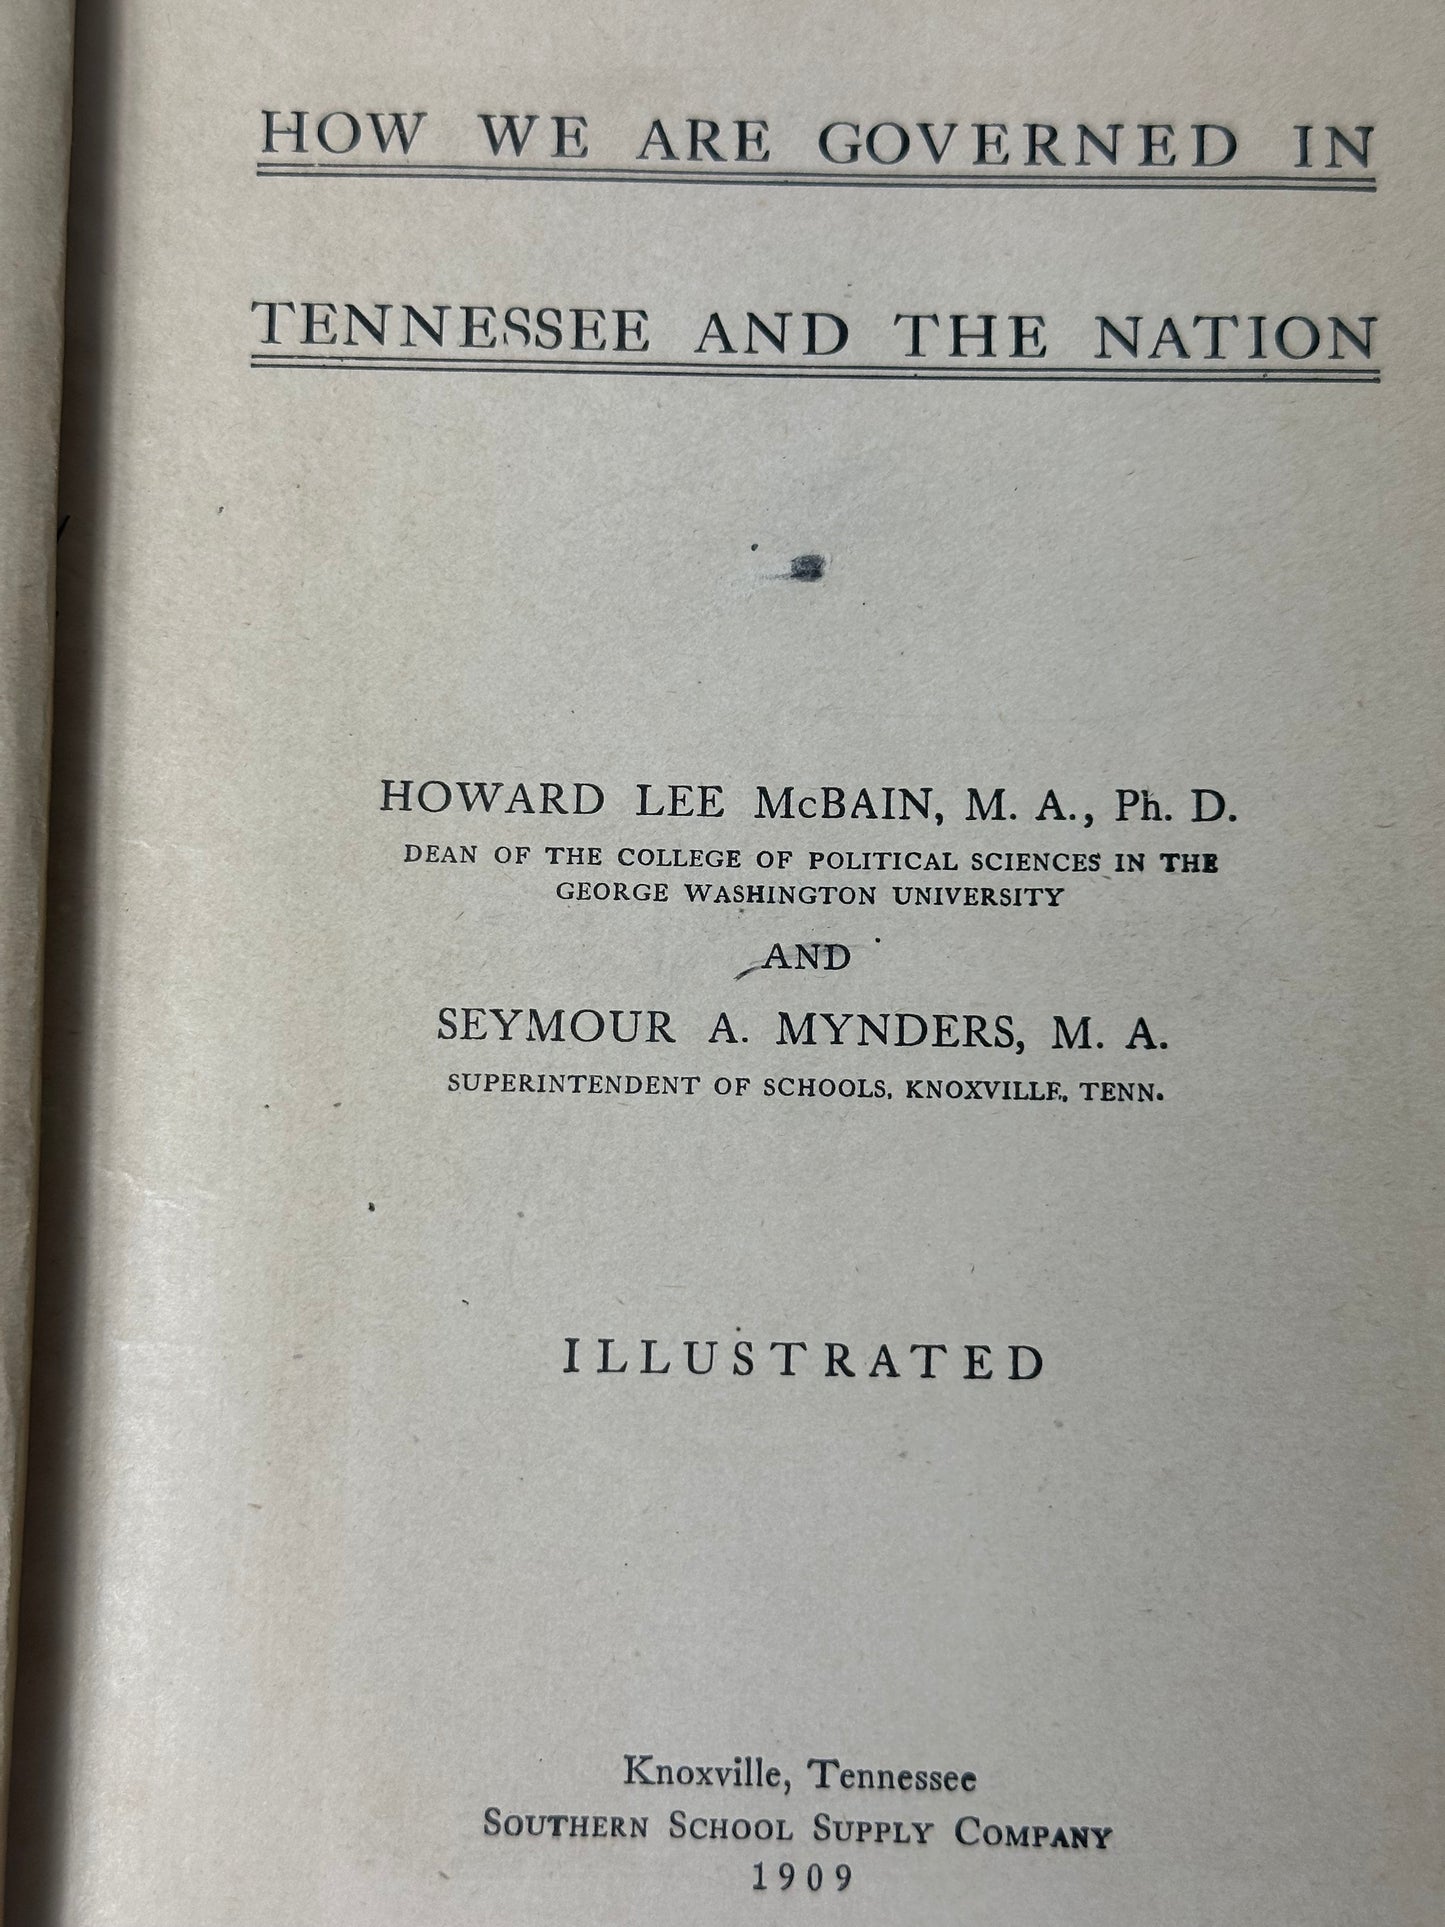 HOW WE ARE GOVERNED IN
TENNESSEE AND THE NATION
HOWARD LEE McBAIN, M. A., Ph. D.
DEAN OF THE COLLEGE OF POLITICAL SCIENCES IN THE
GEORGE WASHINGTON UNIVERSITY
AND
SEYMOUR A. MYNDERS, M. A.
SUPERINTENDENT OF SCHOOLS, KNOXVILLE, TENN.
ILLUSTRATED
Knoxville, Tennessee
SOUTHERN SCHOOL SUPPLY COMPANY
1909